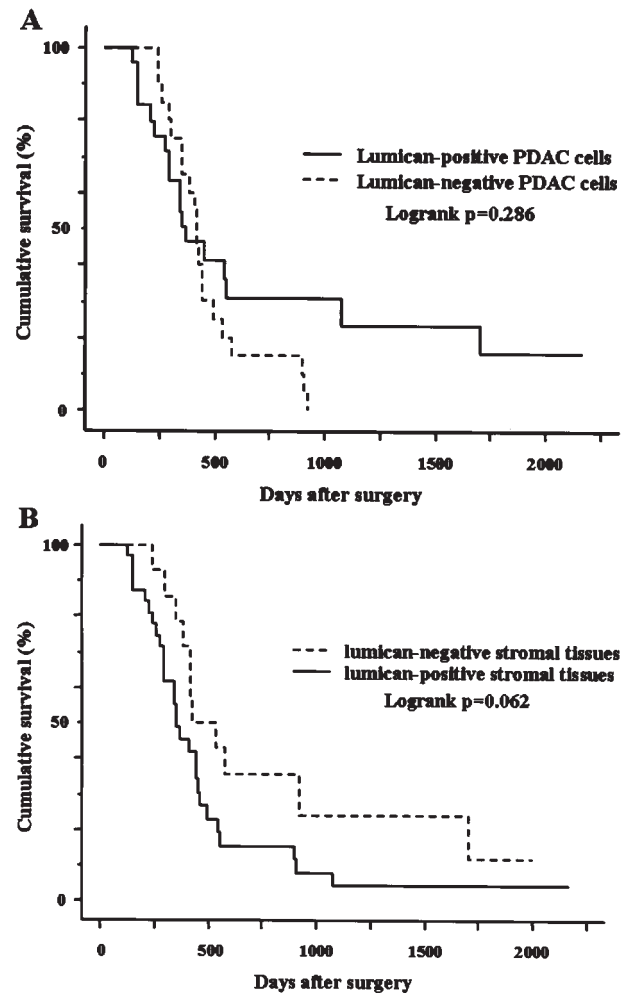 A
100
50
0
Cumulative survival (%)
Lumican-positive PDAC cells
Lumican-negative PDAC cells
Logrank p=0.286
0 500 1000 1500 2000
Days after surgery
B
100
50
0
Cumulative survival (%)
lumican-negative stromal tissues
lumican-positive stromal tissues
Logrank p=0.062
0 500 1000 1500 2000
Days after surgery